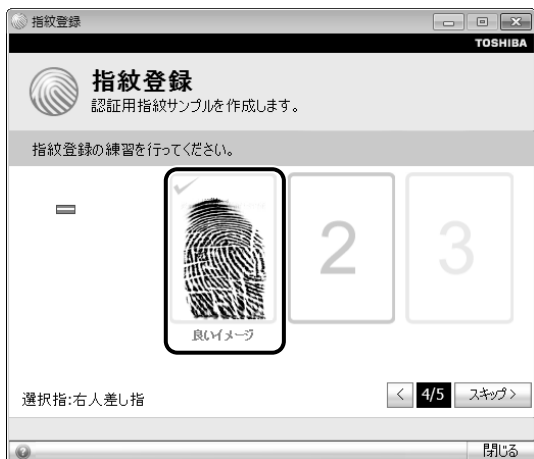 指紋登録
TOSHIBA
指紋登録
認証用指紋サンプルを作成します。
指紋登録の練習を行ってください。
2
3
良いイメージ
選択指:右人差し指
< 4/5 スキップ >
? 閉じる